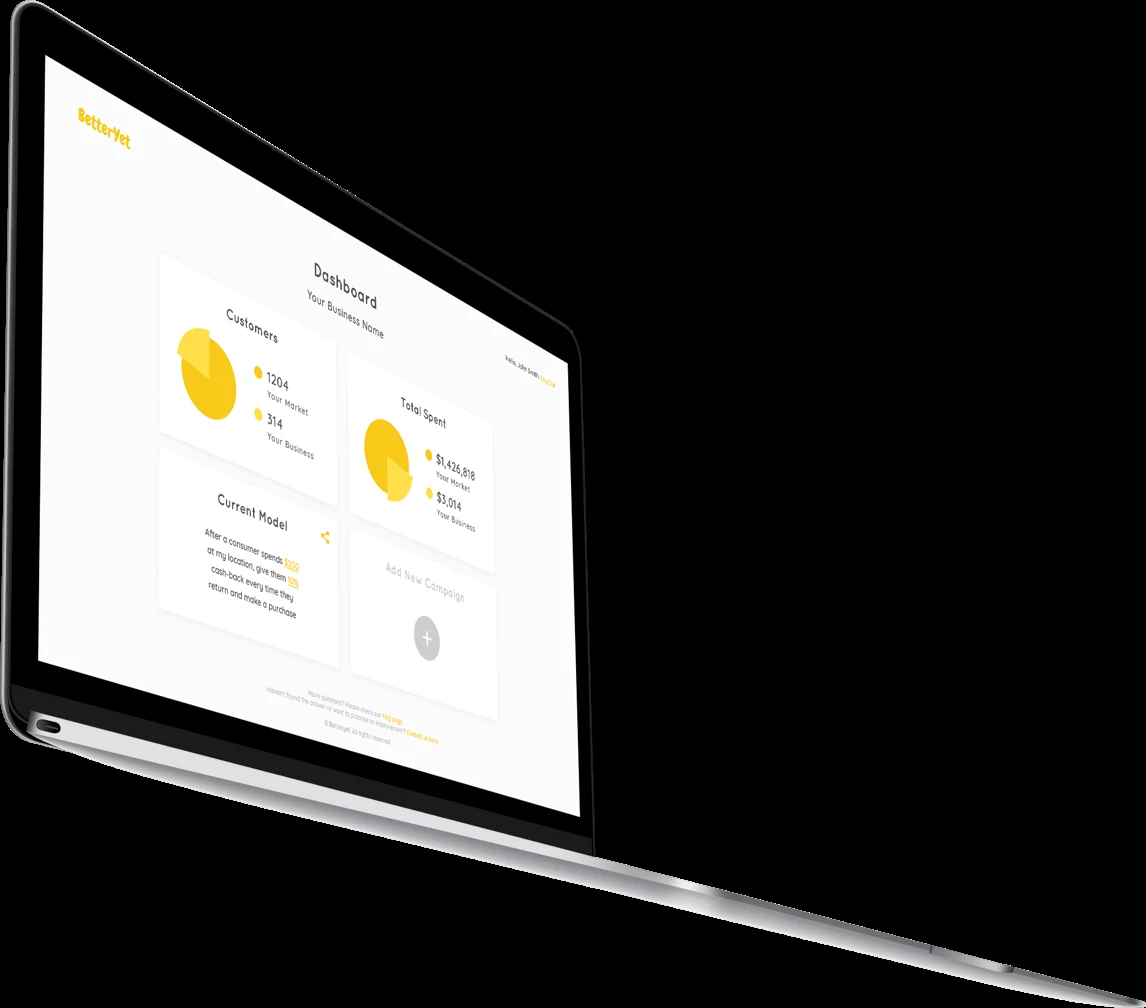 BetterYet
Hello, John Smith Log Out
Dashboard
Your Business Name
Customers
1204
Your Market
314
Your Business
Total Spent
$1,426,818
Your Market
$3,014
Your Business
Current Model
After a consumer spends $200
at my location, give them 10%
cash-back every time they
return and make a purchase
Add New Campaign
+
Have questions? Please check our FAQ page
Haven't found the answer or want to propose an improvement? Contact us here
© Betteryet. All rights reserved